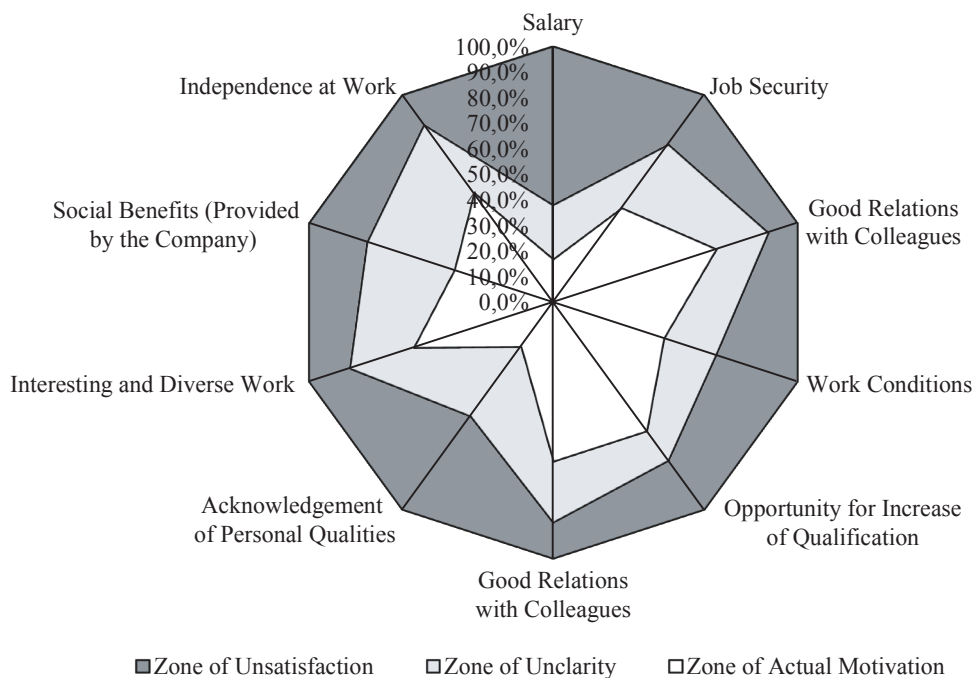 Salary
100,0%
90,0%
80,0%
70,0%
60,0%
50,0%
40,0%
30,0%
20,0%
10,0%
0,0%
Independence at Work
Job Security
Social Benefits (Provided
by the Company)
Good Relations
with Colleagues
Interesting and Diverse Work
Work Conditions
Acknowledgement
of Personal Qualities
Opportunity for Increase
of Qualification
Good Relations
with Colleagues
Zone of Unsatisfaction
Zone of Unclarity
Zone of Actual Motivation